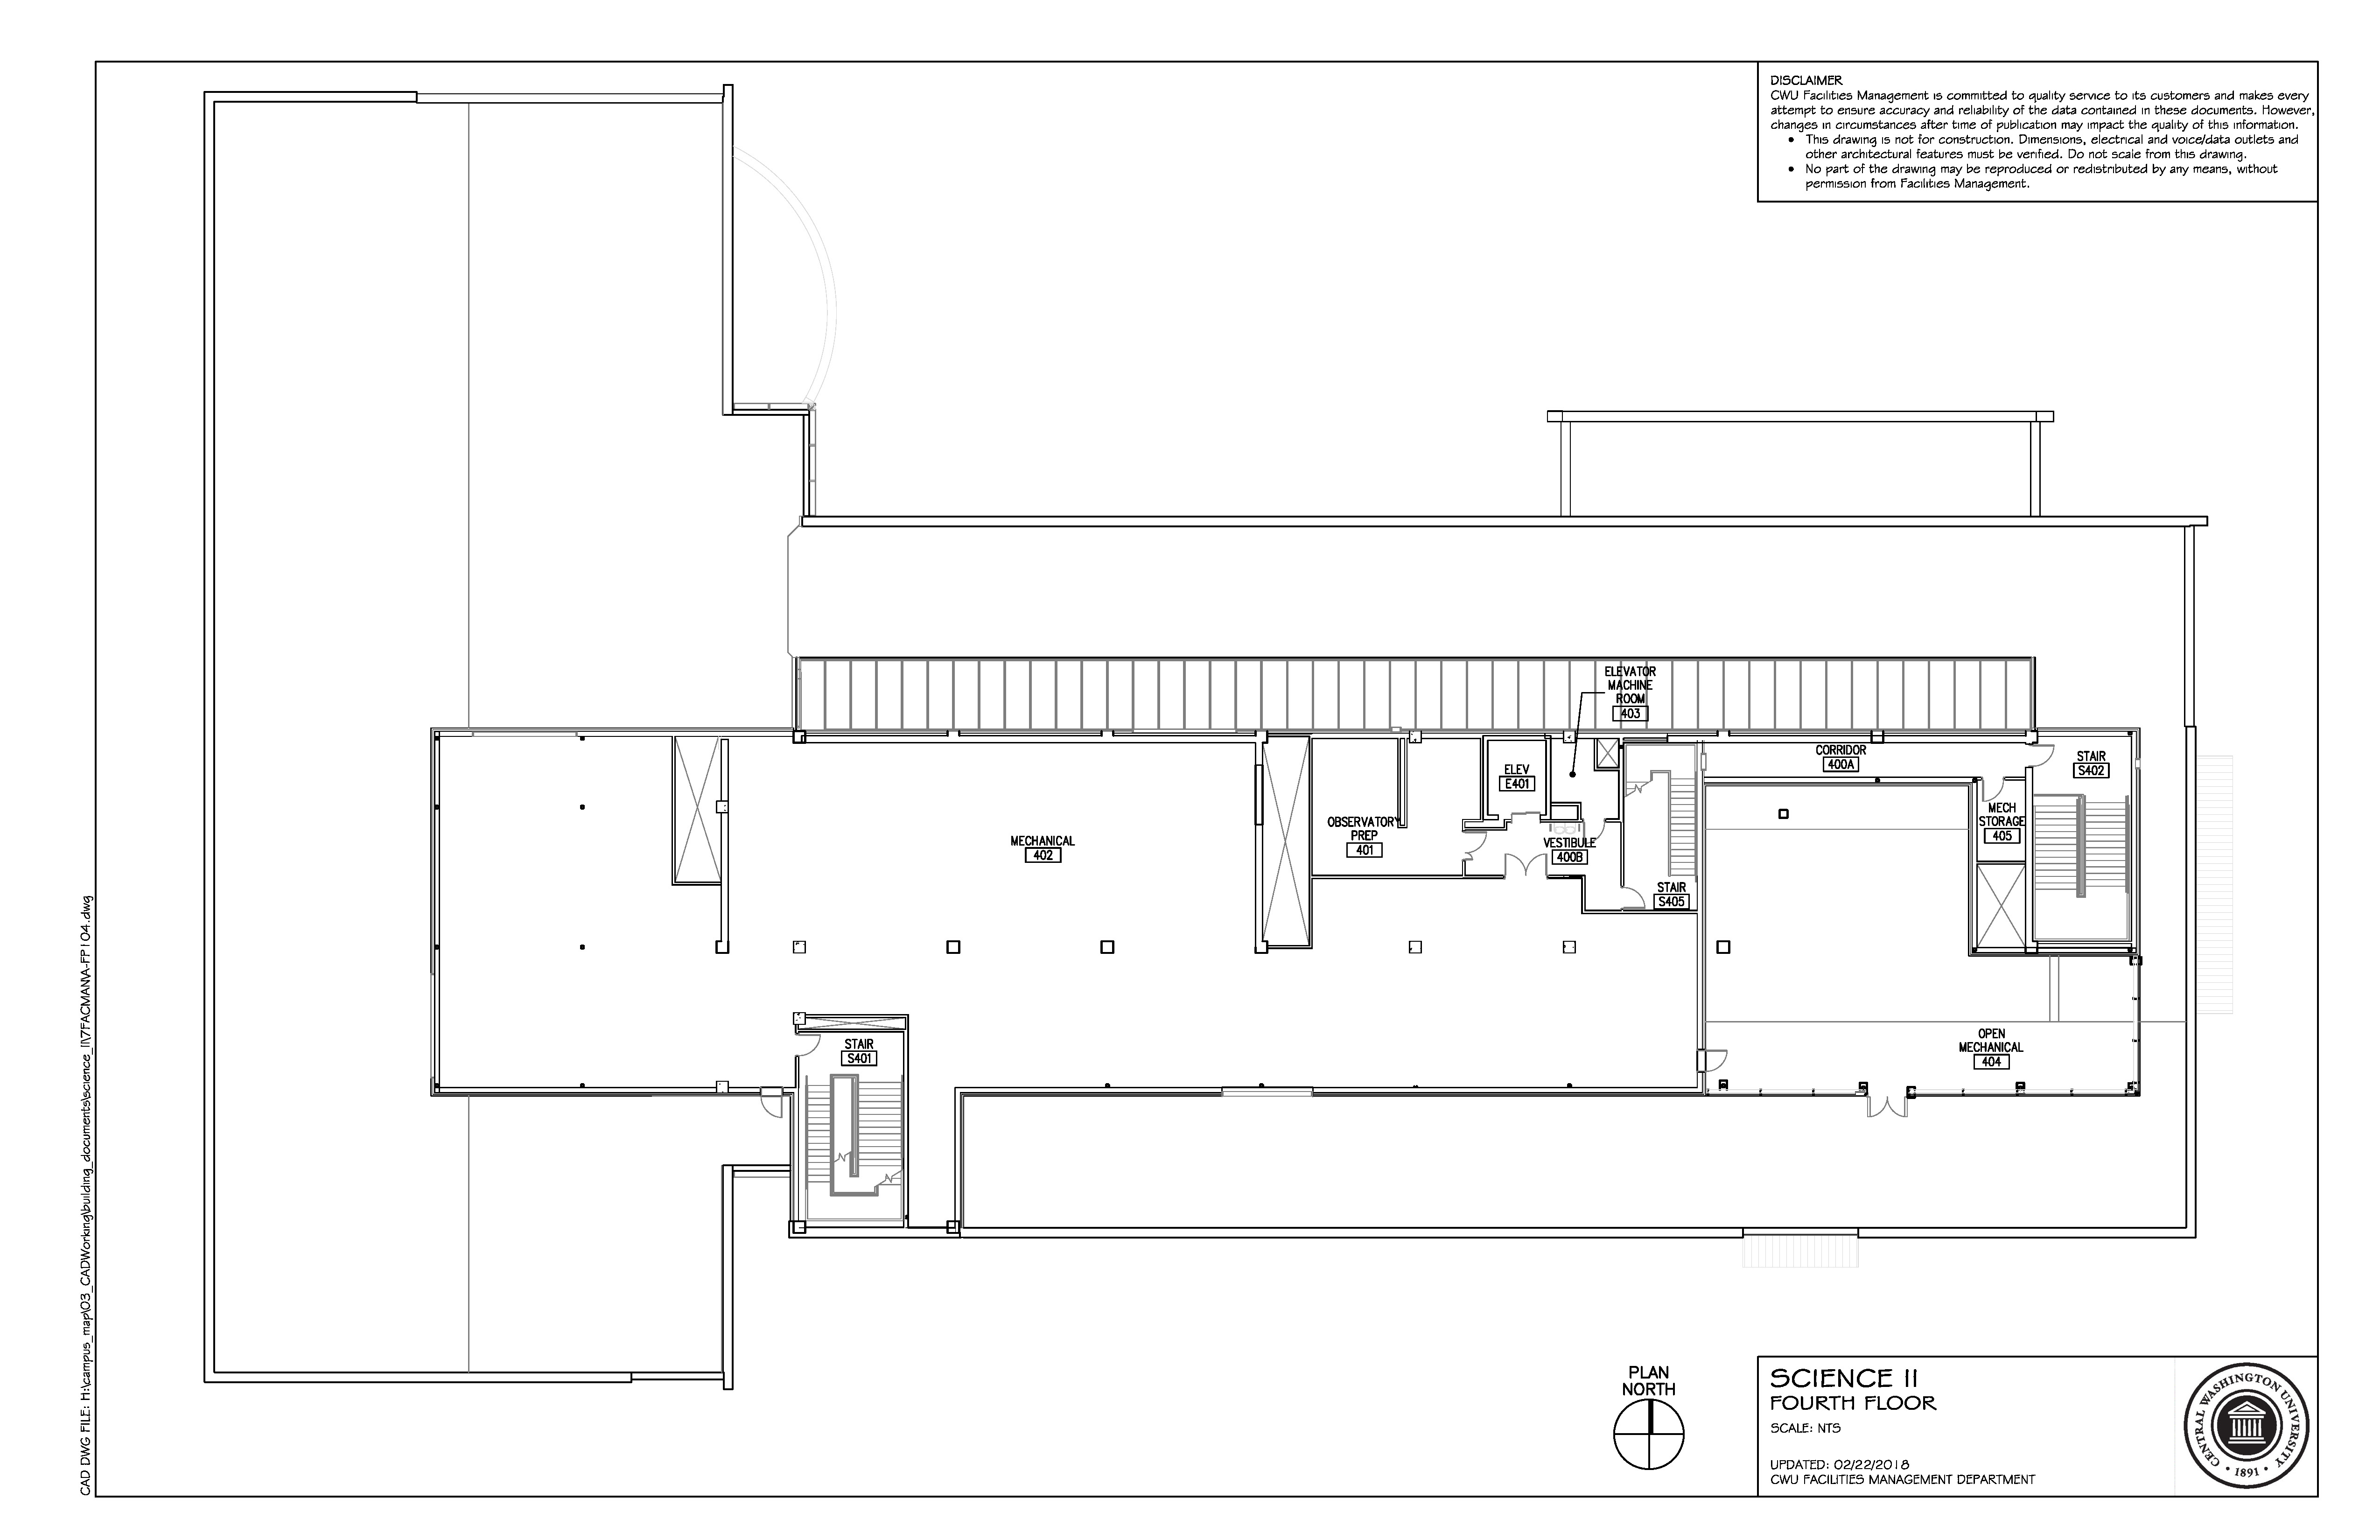 DISCLAIMER
CWU Facilities Management is committed to quality service to its customers and makes every
attempt to ensure accuracy and reliability of the data contained in these documents. However,
changes in circumstances after time of publication may impact the quality of this information.
• This drawing is not for construction. Dimensions, electrical and voice/data outlets and
other architectural features must be verified. Do not scale from this drawing.
• No part of the drawing may be reproduced or redistributed by any means, without
permission from Facilities Management.
ELEVATOR
MACHINE
ROOM
403
CORRIDOR
400A
STAIR
S402
ELEV
E401
MECH
STORAGE
405
OBSERVATORY
PREP
401
MECHANICAL
402
VESTIBULE
400B
STAIR
S405
STAIR
S401
OPEN
MECHANICAL
404
CAD DWG FILE: H:\campus_map\03_CADWorking\building_documents\science_II\7FACMANA-FP104.dwg
PLAN
NORTH
SCIENCE II
FOURTH FLOOR
SCALE: NTS
UPDATED: 02/22/2018
CWU FACILITIES MANAGEMENT DEPARTMENT
CENTRAL WASHINGTON UNIVERSITY
• 1891 •